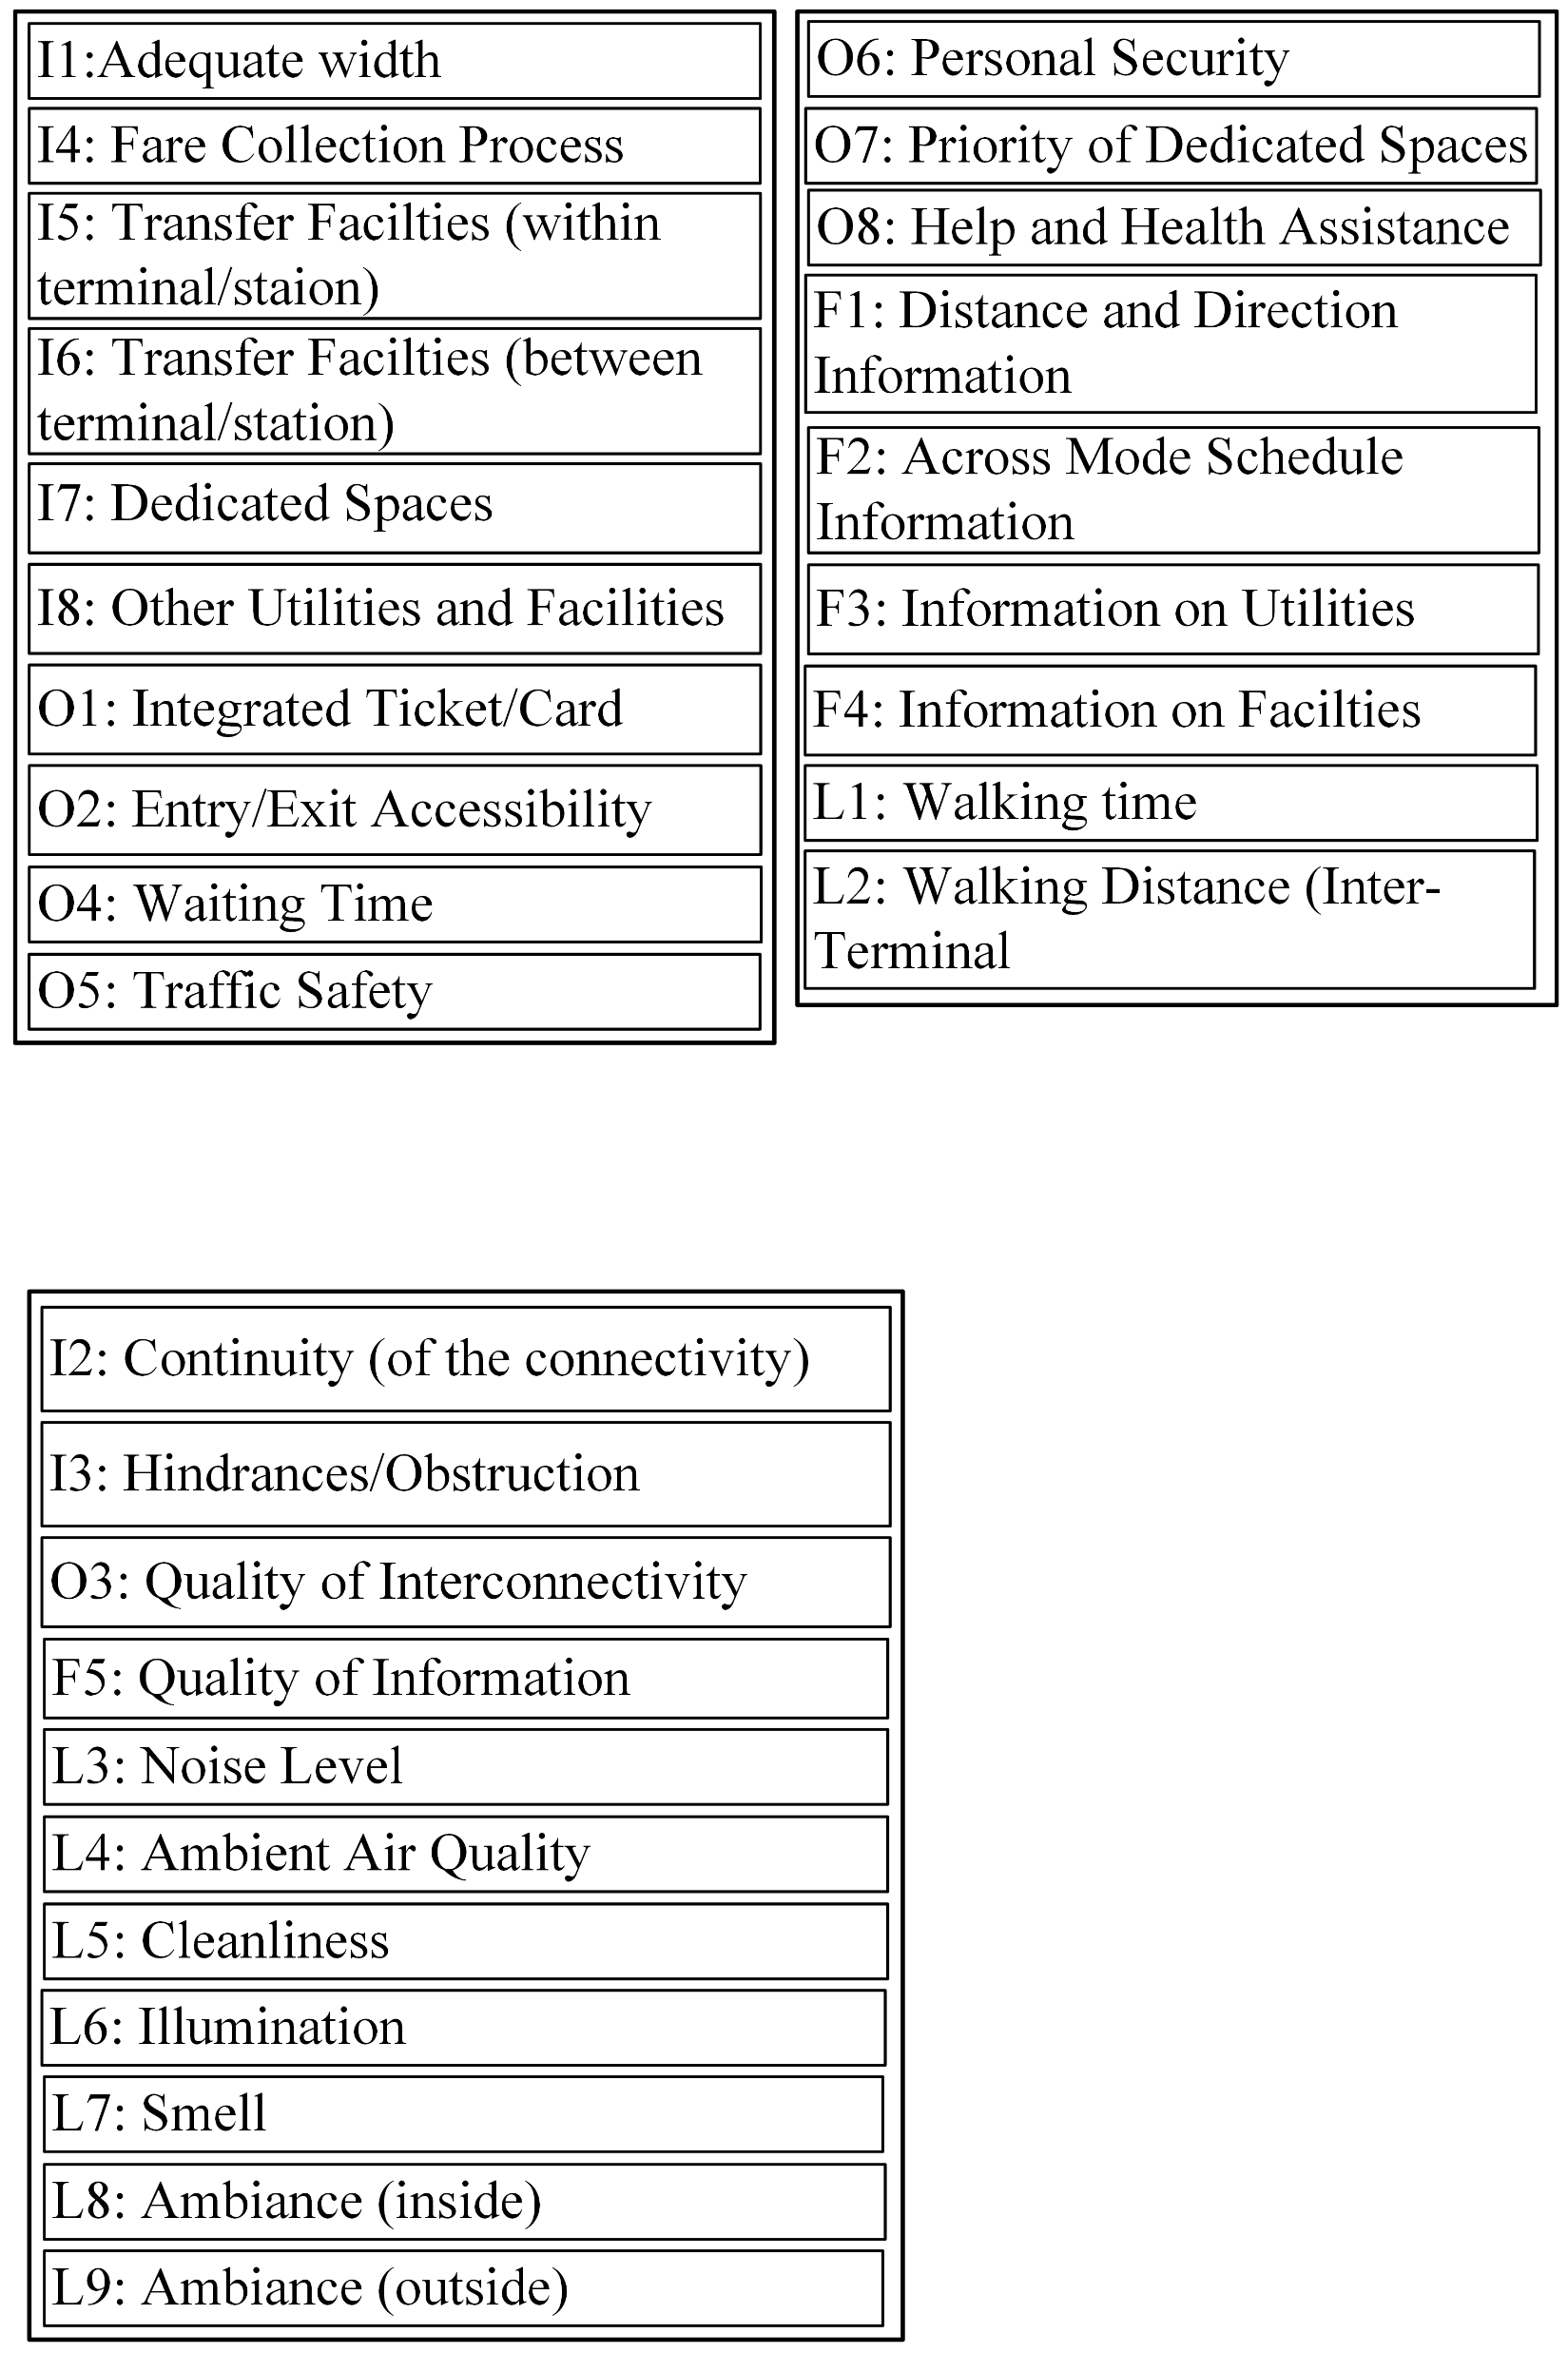 I1:Adequate width
I4: Fare Collection Process
I5: Transfer Facilties (within
terminal/staion)
I6: Transfer Facilties (between
terminal/station)
I7: Dedicated Spaces
I8: Other Utilities and Facilities
O1: Integrated Ticket/Card
O2: Entry/Exit Accessibility
O4: Waiting Time
O5: Traffic Safety
O6: Personal Security
O7: Priority of Dedicated Spaces
O8: Help and Health Assistance
F1: Distance and Direction
Information
F2: Across Mode Schedule
Information
F3: Information on Utilities
F4: Information on Facilties
L1: Walking time
L2: Walking Distance (Inter-
Terminal
I2: Continuity (of the connectivity)
I3: Hindrances/Obstruction
O3: Quality of Interconnectivity
F5: Quality of Information
L3: Noise Level
L4: Ambient Air Quality
L5: Cleanliness
L6: Illumination
L7: Smell
L8: Ambiance (inside)
L9: Ambiance (outside)